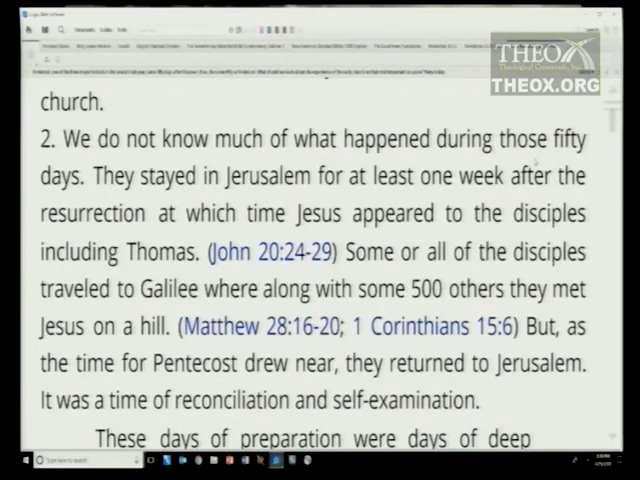 THEOX
Theological Crossroads, Inc.
THEOX.ORG
church.
2. We do not know much of what happened during those fifty
days. They stayed in Jerusalem for at least one week after the
resurrection at which time Jesus appeared to the disciples
including Thomas. (John 20:24-29) Some or all of the disciples
traveled to Galilee where along with some 500 others they met
Jesus on a hill. (Matthew 28:16-20; 1 Corinthians 15:6) But, as
the time for Pentecost drew near, they returned to Jerusalem.
It was a time of reconciliation and self-examination.
These days of preparation were days of deep
Type here to search